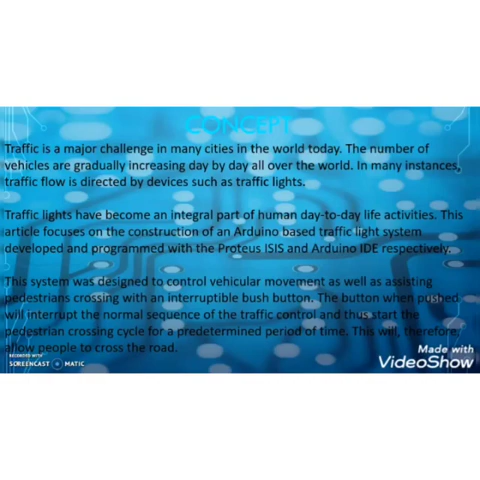 CONCEPT
Traffic is a major challenge in many cities in the world today. The number of
vehicles are gradually increasing day by day all over the world. In many instances,
traffic flow is directed by devices such as traffic lights.
Traffic lights have become an integral part of human day-to-day life activities. This
article focuses on the construction of an Arduino based traffic light system
developed and programmed with the Proteus ISIS and Arduino IDE respectively.
This system was designed to control vehicular movement as well as assisting
pedestrians crossing with an interruptible bush button. The button when pushed
will interrupt the normal sequence of the traffic control and thus start the
pedestrian crossing cycle for a predetermined period of time. This will, therefore,
allow people to cross the road.
RECORDED WITH
SCREENCAST MATIC
Made with
VideoShow